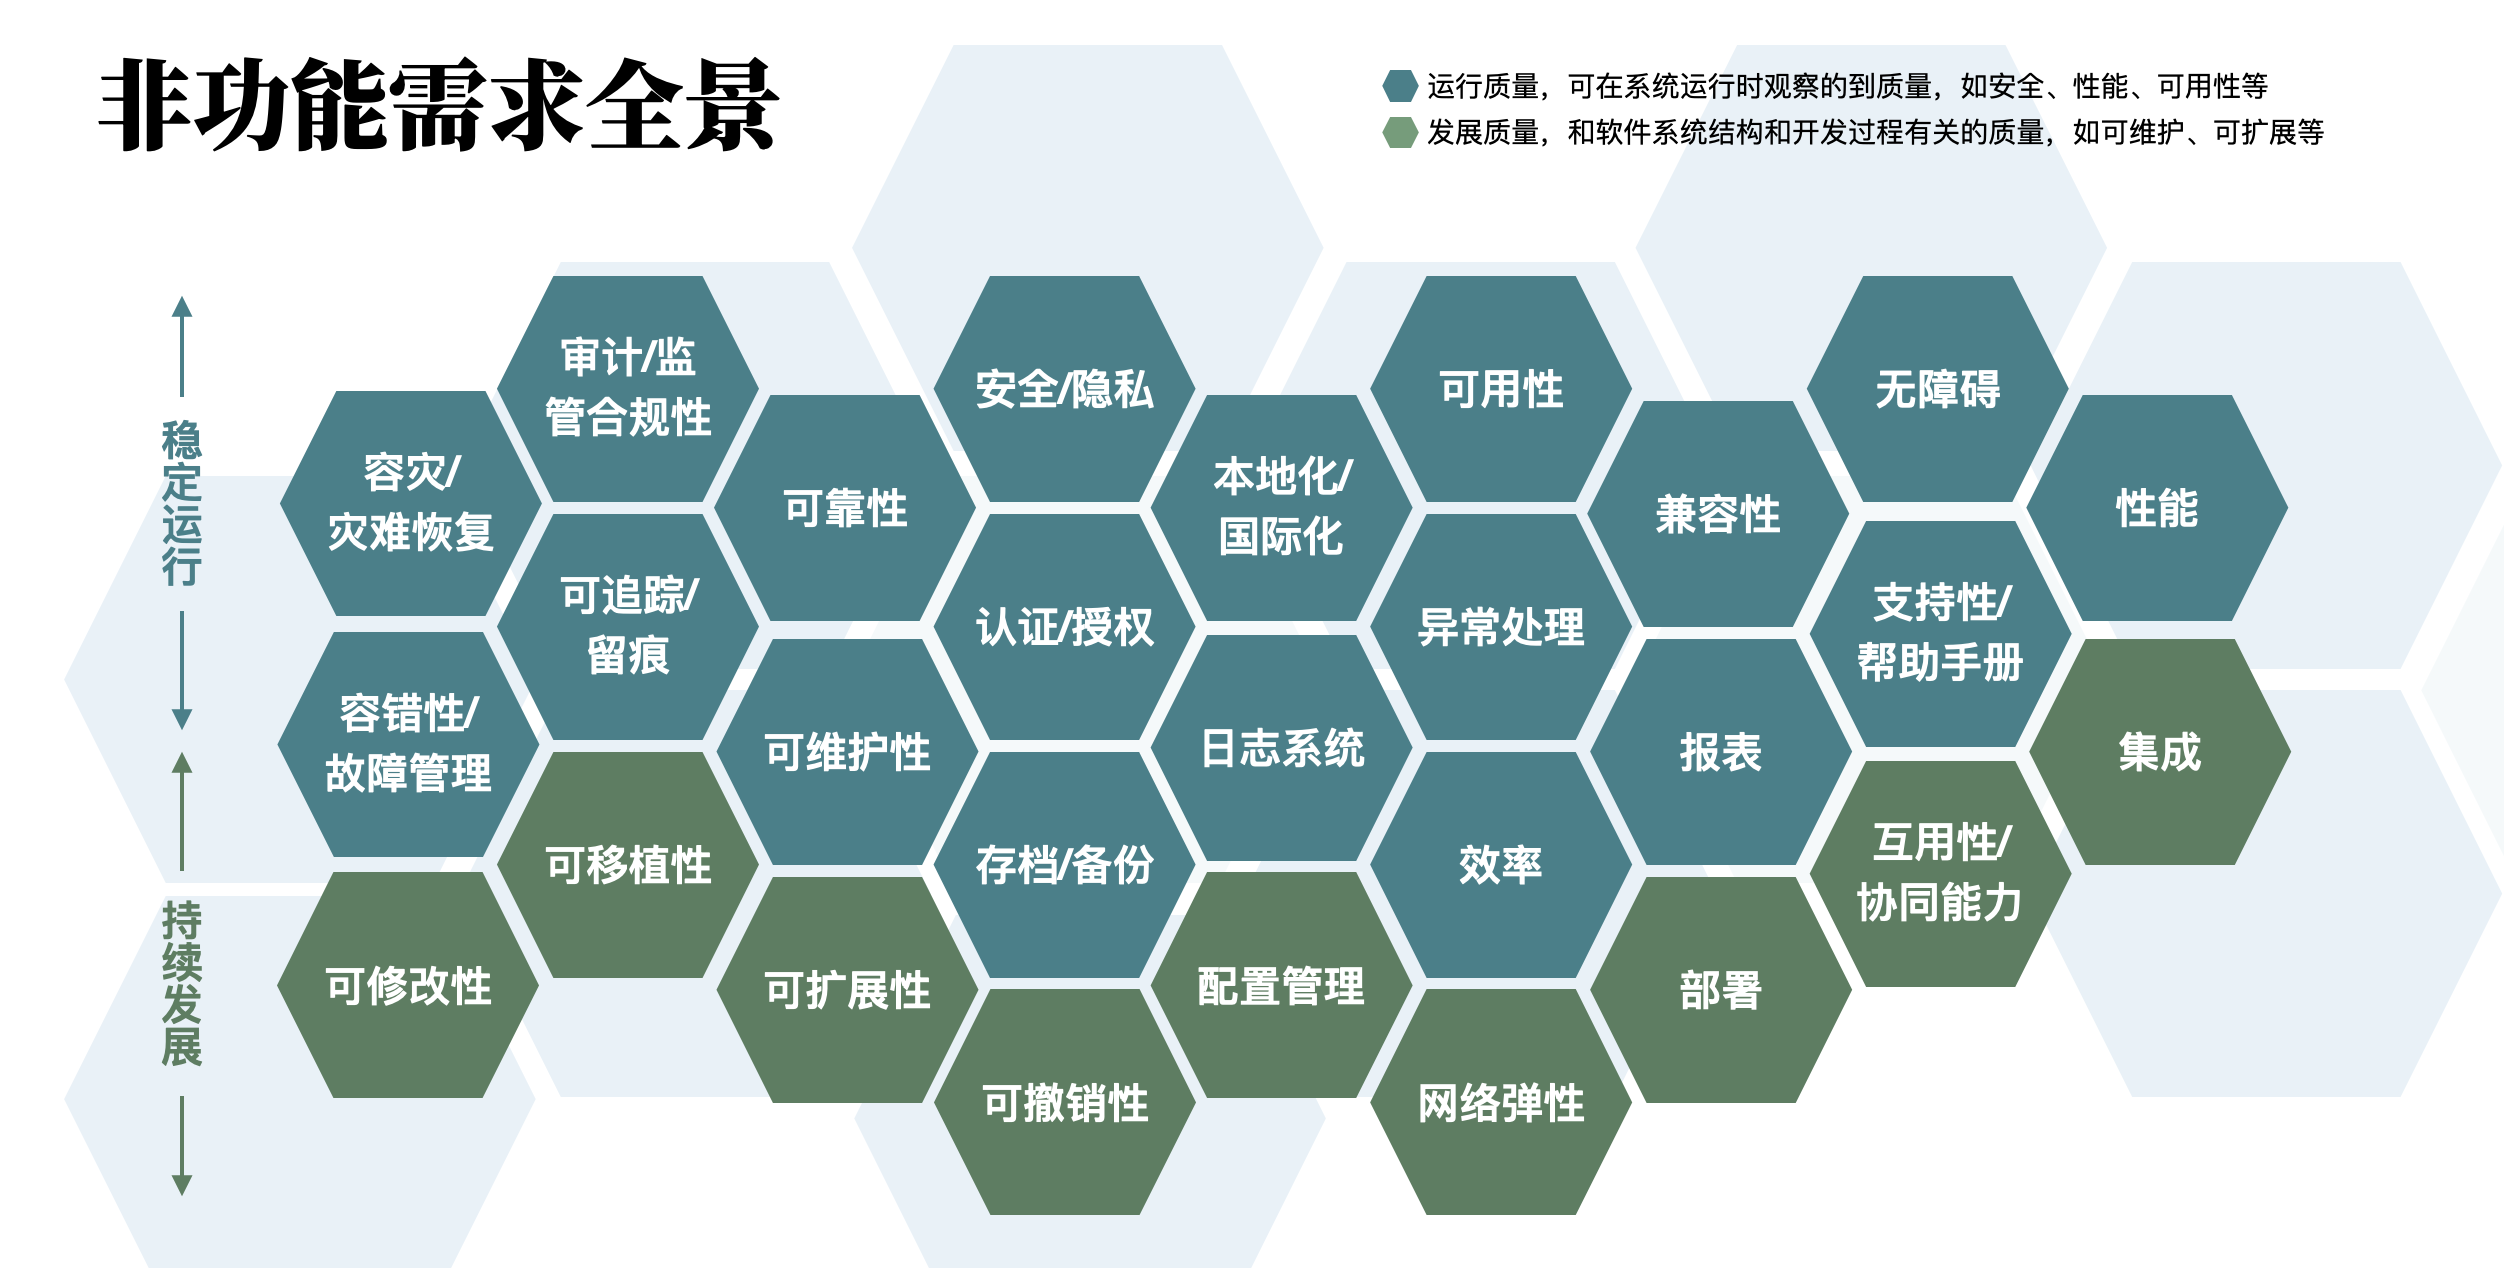 非功能需求全景
运行质量，可在系统运行时观察的到质量，如安全、性能、可用性等
发展质量，和软件系统结构和开发过程有关的质量，如可维护、可扩展等
稳定运行
持续发展
容灾/
灾难恢复
容错性/
故障管理
可修改性
审计/监
管合规性
可追踪/
留痕
可移植性
可靠性
可维护性
可扩展性
安全/隐私
认证/授权
存档/备份
可撤销性
本地化/
国际化
日志系统
配置管理
可用性
异常处理
效率
网络弹性
兼容性
报表
部署
无障碍
支持性/
帮助手册
互用性/
协同能力
性能
集成